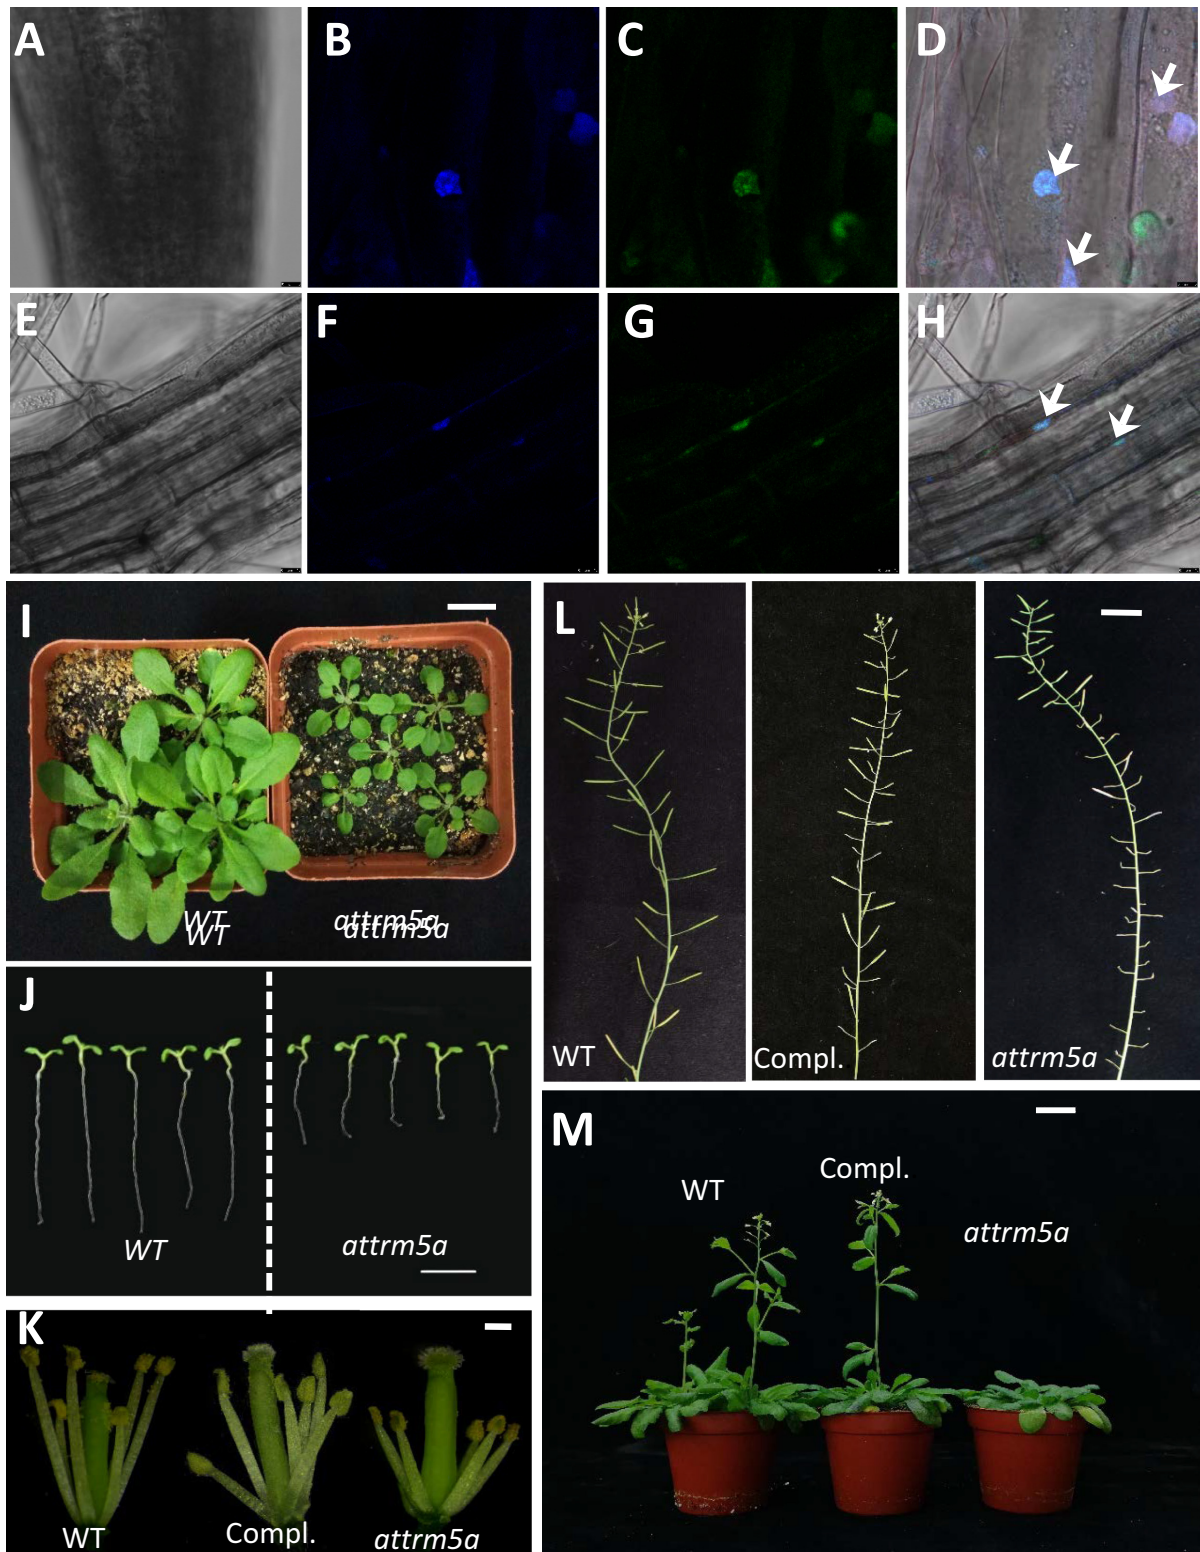 A
B
C
D
E
F
G
H
I
WT
WT
attrm5a
attrm5a
J
WT
attrm5a
K
WT
Compl.
attrm5a
L
WT
Compl.
attrm5a
M
WT
Compl.
attrm5a